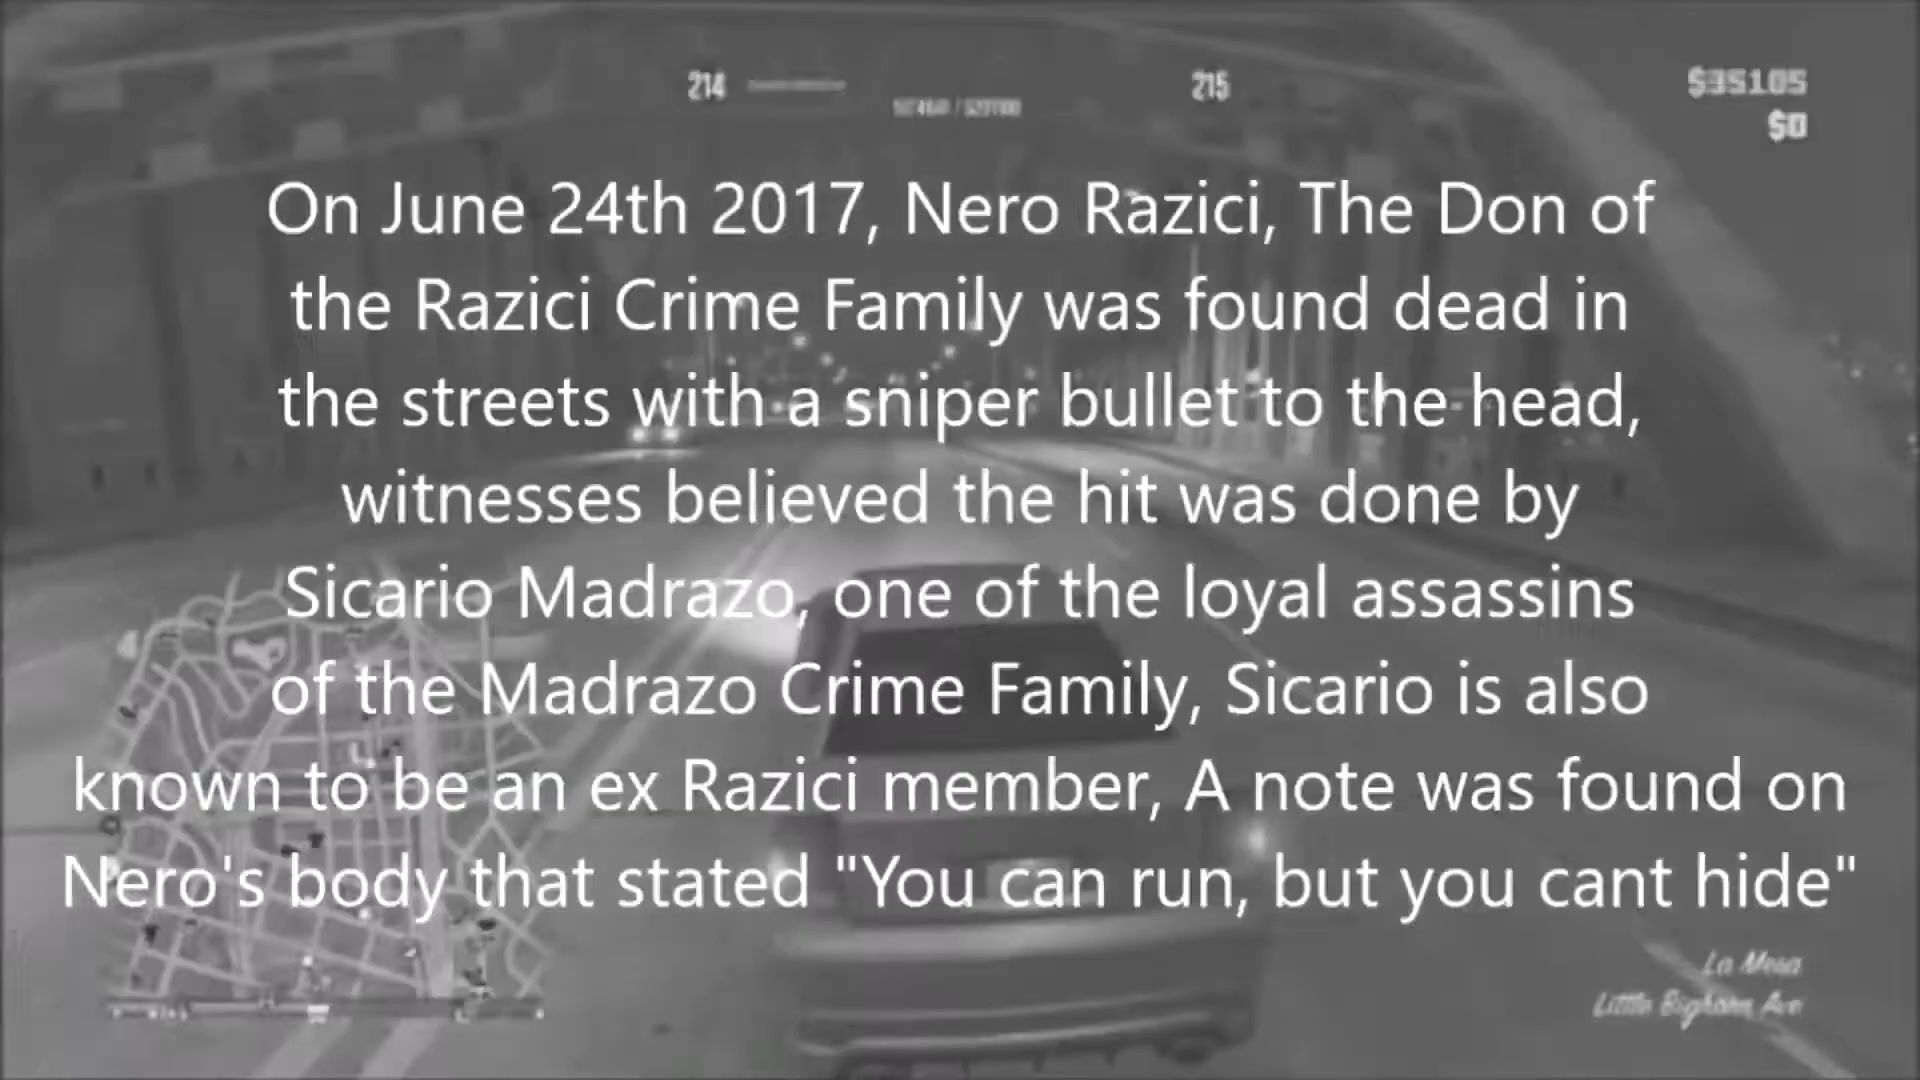 214
215
$35105
$0
On June 24th 2017, Nero Razici, The Don of
the Razici Crime Family was found dead in
the streets with a sniper bullet to the head,
witnesses believed the hit was done by
Sicario Madrazo, one of the loyal assassins
of the Madrazo Crime Family, Sicario is also
known to be an ex Razici member, A note was found on
Nero's body that stated "You can run, but you cant hide"
La Mesa
Little Bighorn Ave